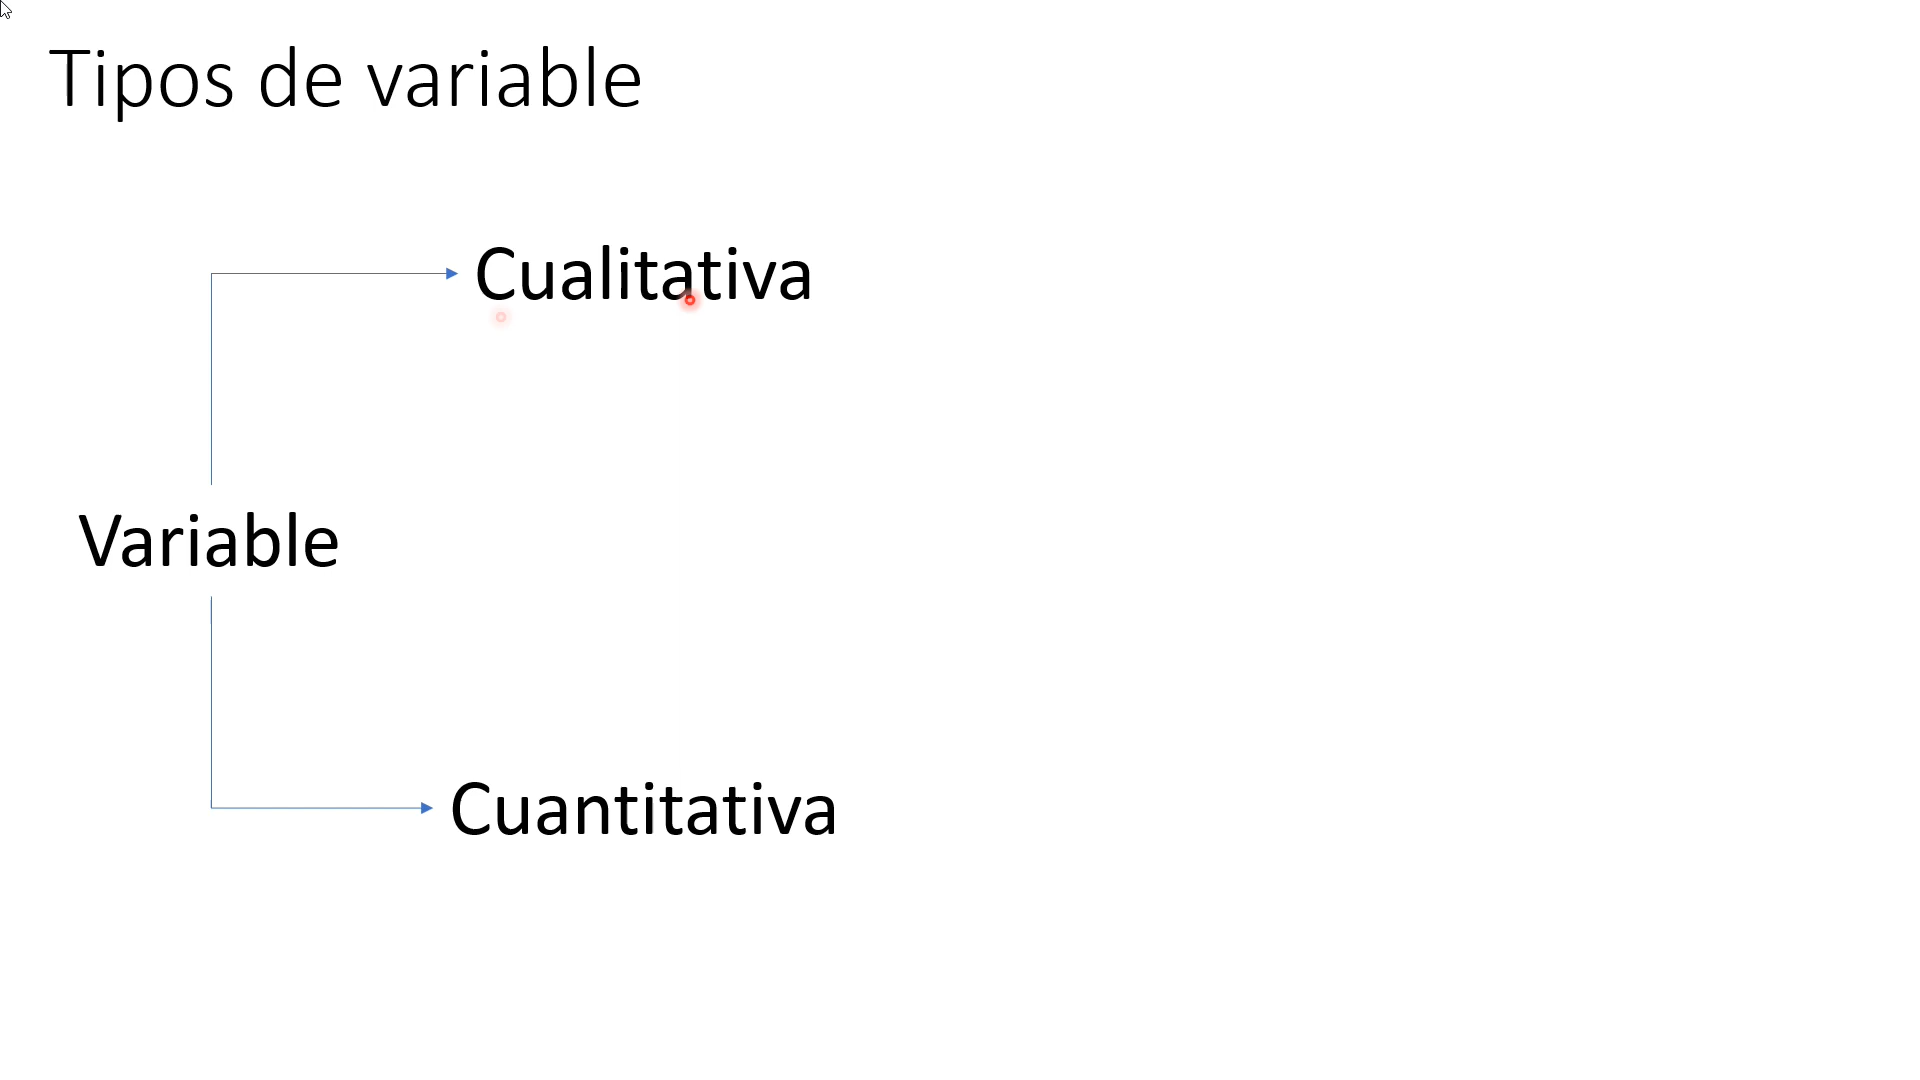 Tipos de variable
Cualitativa
Variable
Cuantitativa